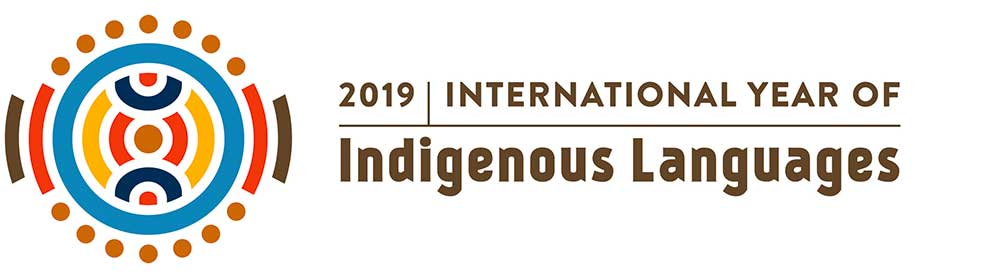 2019 | INTERNATIONAL YEAR OF
Indigenous Languages